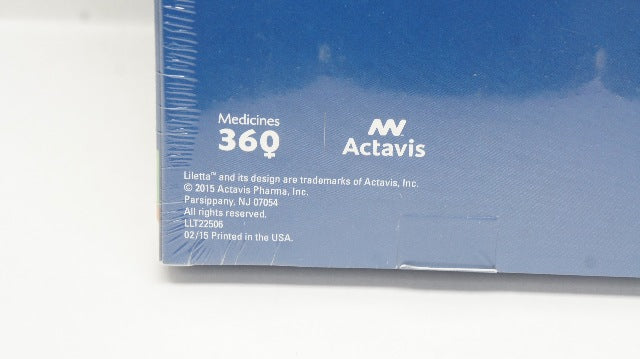 Medicines
360
Actavis
Liletta™ and its design are trademarks of Actavis, Inc.
© 2015 Actavis Pharma, Inc.
Parsippany, NJ 07054
All rights reserved.
LLT22506
02/15 Printed in the USA.